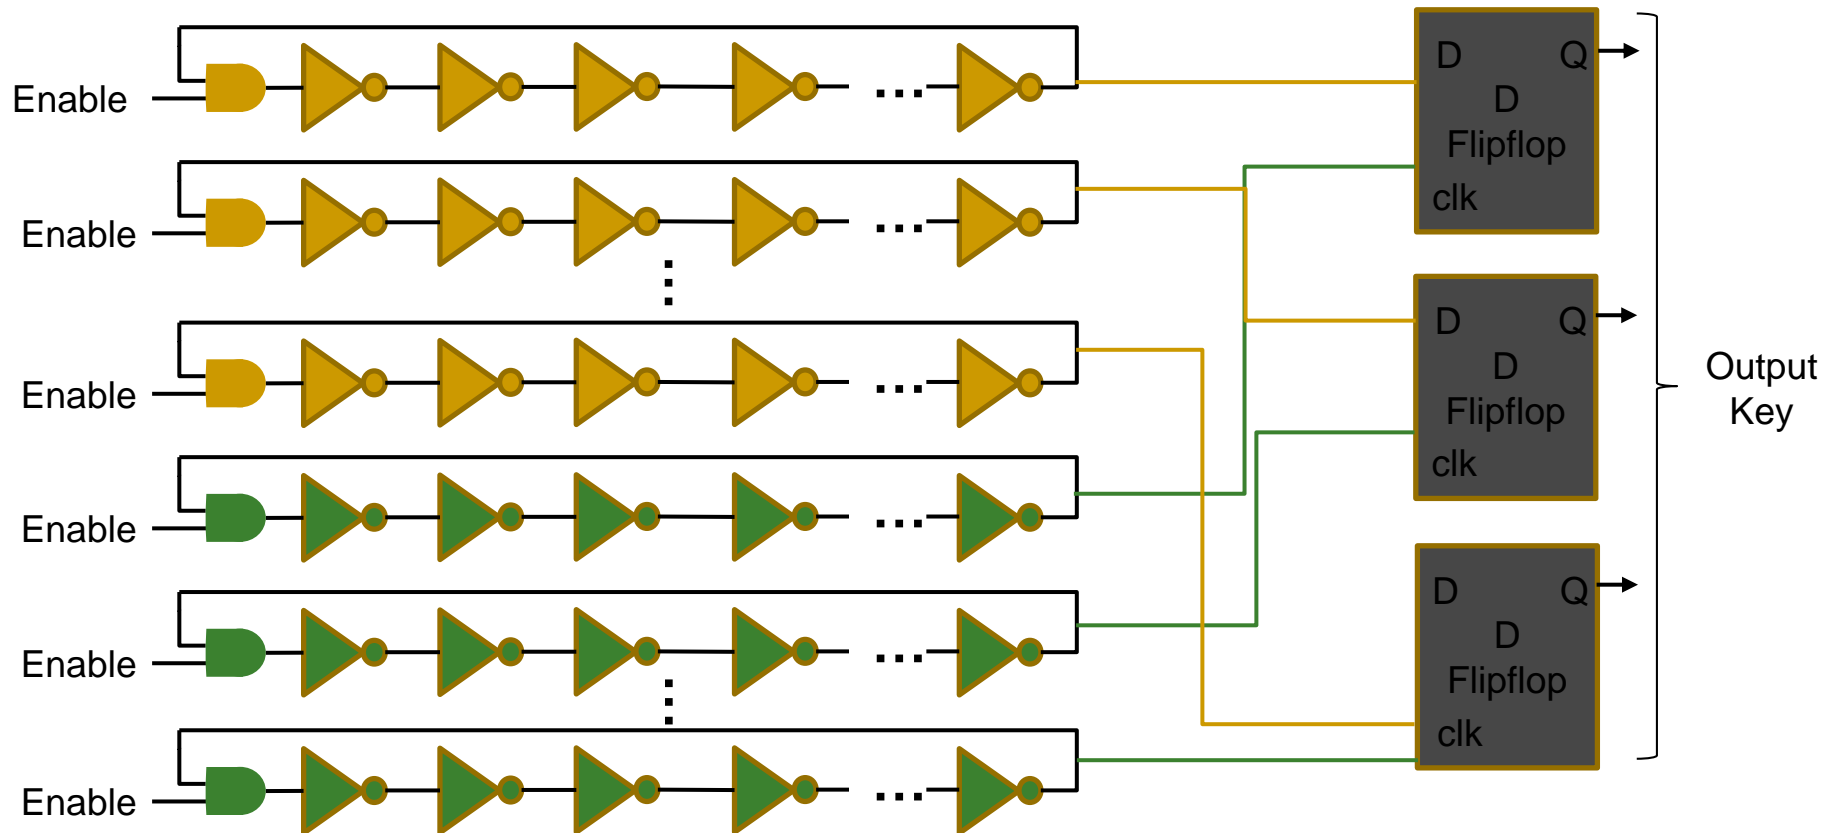 Enable
Enable
Enable
Enable
Enable
Enable
D Q
D
Flipflop
clk
D Q
D
Flipflop
clk
D Q
D
Flipflop
clk
Output
Key